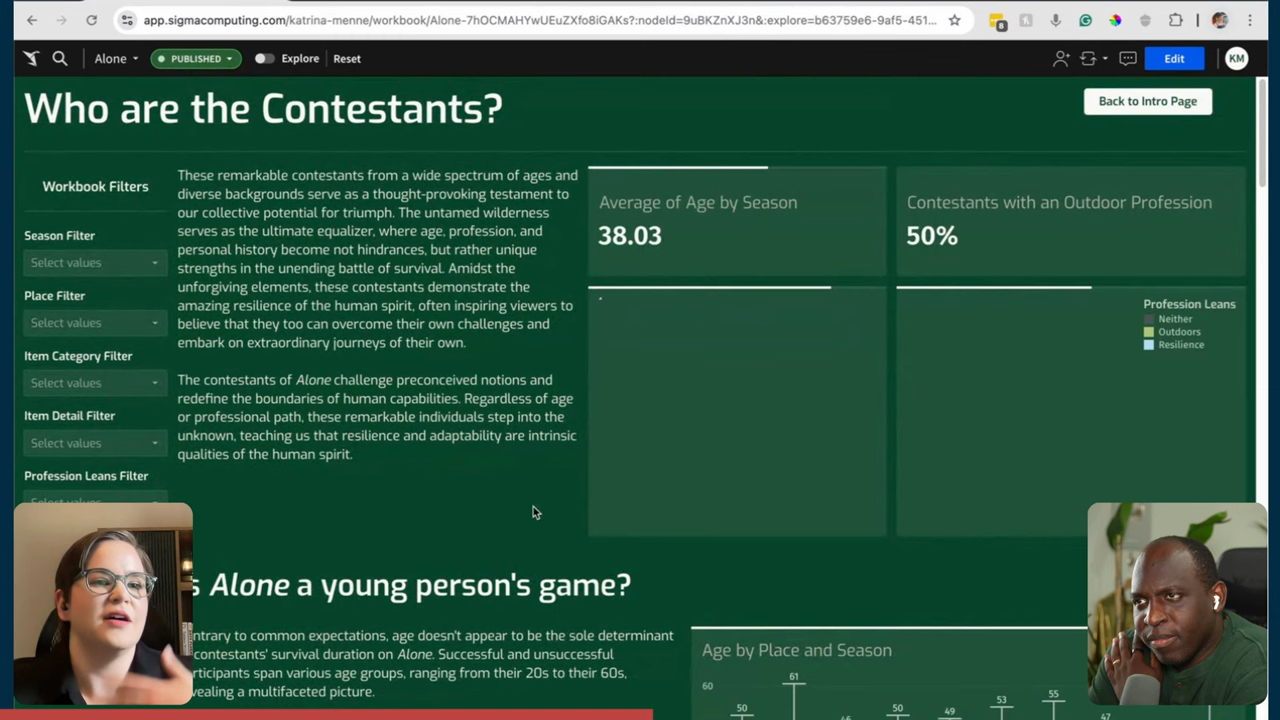 app.sigmacomputing.com/katrina-menne/workbook/Alone-7hOCMAHYwUEuZXfo8iGAKs?:nodeId=9uBKZnXJ3n&:explore=b63759e6-9af5-451...
8
Alone
PUBLISHED
Explore
Reset
Edit
KM
Who are the Contestants?
Back to Intro Page
Workbook Filters
Season Filter
Select values
Place Filter
Select values
Item Category Filter
Select values
Item Detail Filter
Select values
Profession Leans Filter
These remarkable contestants from a wide spectrum of ages and
diverse backgrounds serve as a thought-provoking testament to
our collective potential for triumph. The untamed wilderness
serves as the ultimate equalizer, where age, profession, and
personal history become not hindrances, but rather unique
strengths in the unending battle of survival. Amidst the
unforgiving elements, these contestants demonstrate the
amazing resilience of the human spirit, often inspiring viewers to
believe that they too can overcome their own challenges and
embark on extraordinary journeys of their own.
The contestants of Alone challenge preconceived notions and
redefine the boundaries of human capabilities. Regardless of age
or professional path, these remarkable individuals step into the
unknown, teaching us that resilience and adaptability are intrinsic
qualities of the human spirit.
Average of Age by Season
38.03
Contestants with an Outdoor Profession
50%
Profession Leans
Neither
Outdoors
Resilience
s Alone a young person's game?
ntrary to common expectations, age doesn't appear to be the sole determinant
contestants' survival duration on Alone. Successful and unsuccessful
rticipants span various age groups, ranging from their 20s to their 60s,
vealing a multifaceted picture.
Age by Place and Season
60
50
61
50
49
53
55